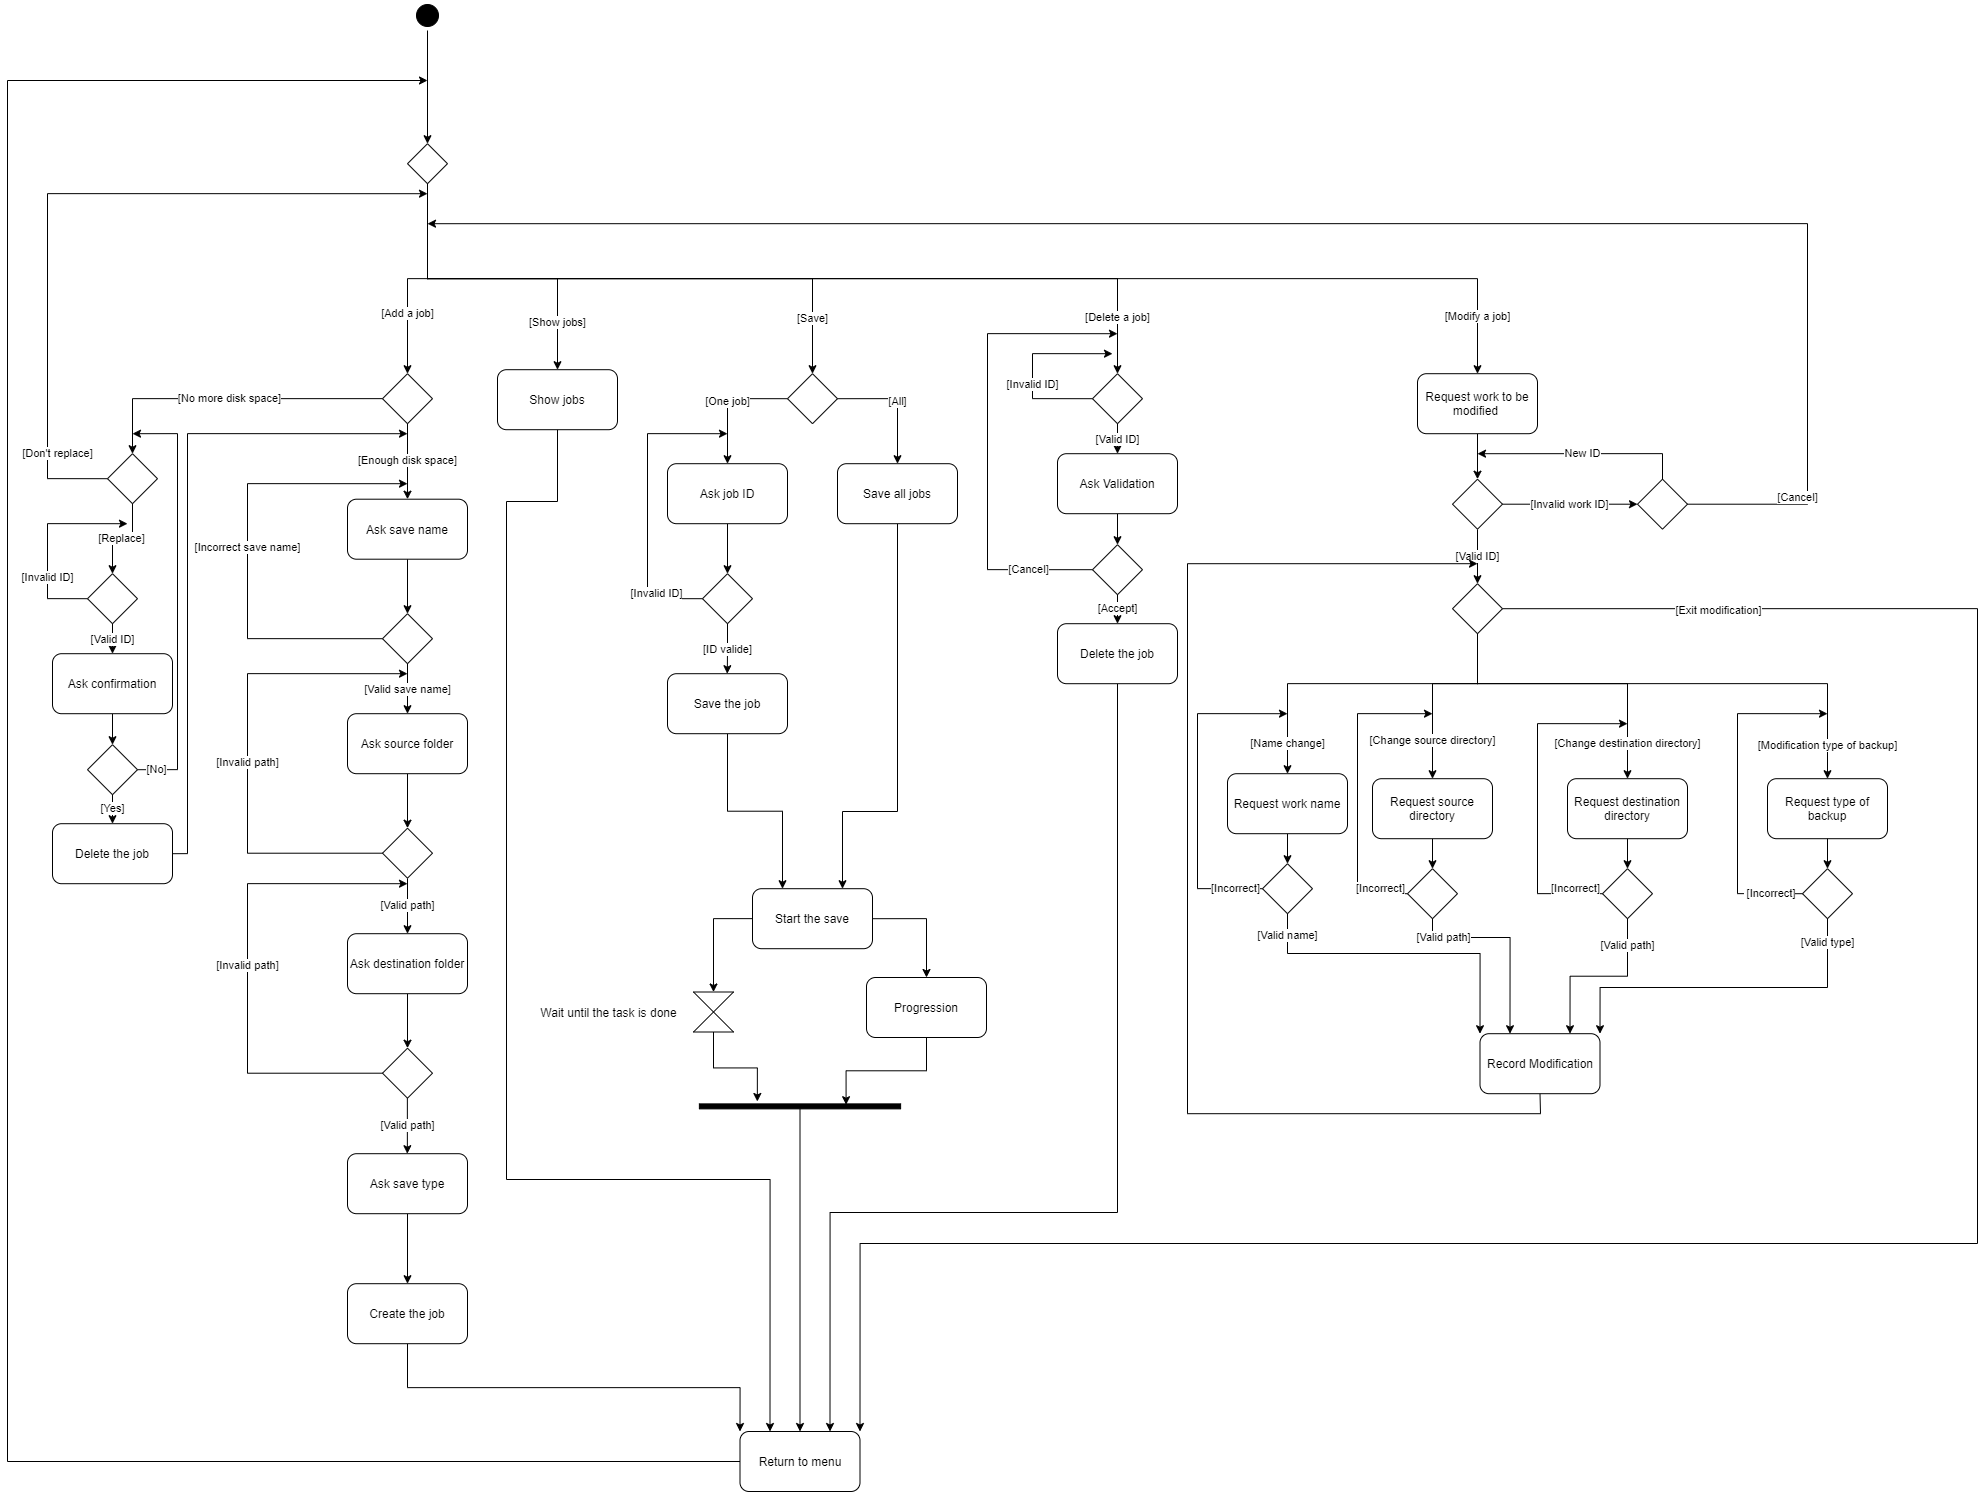 [Add a job]
[Show jobs]
[Save]
[Delete a job]
[Modify a job]
[No more disk space]
[Don't replace]
[Replace]
[Invalid ID]
[Valid ID]
Ask confirmation
[No]
[Yes]
Delete the job
[Enough disk space]
Ask save name
[Incorrect save name]
[Valid save name]
Ask source folder
[Invalid path]
[Valid path]
Ask destination folder
[Invalid path]
[Valid path]
Ask save type
Create the job
Show jobs
[One job]
[All]
Ask job ID
Save all jobs
[Invalid ID]
[ID valide]
Save the job
Start the save
Wait until the task is done
Progression
[Invalid ID]
[Valid ID]
Ask Validation
[Cancel]
[Accept]
Delete the job
Request work to be
modified
New ID
[Invalid work ID]
[Cancel]
[Valid ID]
[Exit modification]
[Name change]
[Change source directory]
[Change destination directory]
[Modification type of backup]
Request work name
Request source
directory
Request destination
directory
Request type of
backup
[Incorrect]
[Incorrect]
[Incorrect]
[Incorrect]
[Valid name]
[Valid path]
[Valid path]
[Valid type]
Record Modification
Return to menu